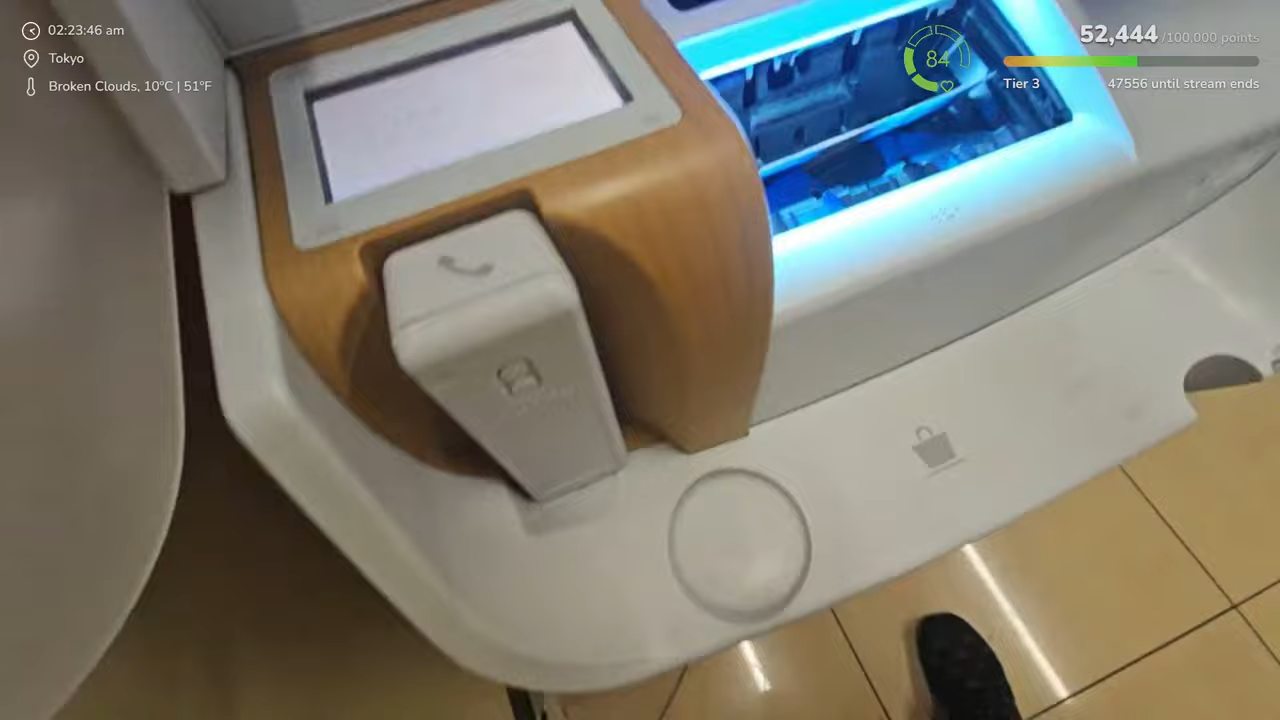 02:23:46 am
Tokyo
Broken Clouds, 10°C | 51°F
84
52,444 /100,000 points
Tier 3
47556 until stream ends